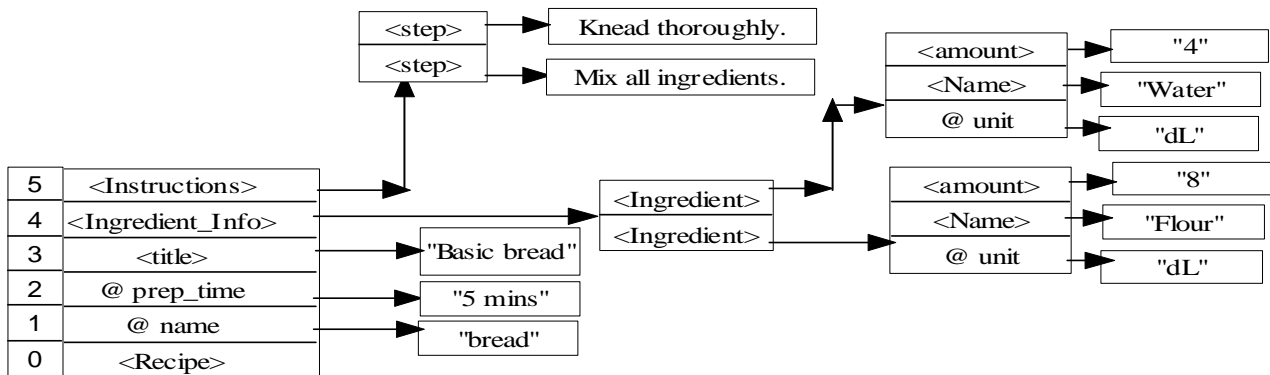 <step>
Knead thoroughly.
<step>
Mix all ingredients.
<amount>
"4"
<Name>
"Water"
@ unit
"dL"
5
<Instructions>
4
<Ingredient_Info>
3
<title>
"Basic bread"
2
@ prep_time
"5 mins"
1
@ name
"bread"
0
<Recipe>
<Ingredient>
<Ingredient>
<amount>
"8"
<Name>
"Flour"
@ unit
"dL"